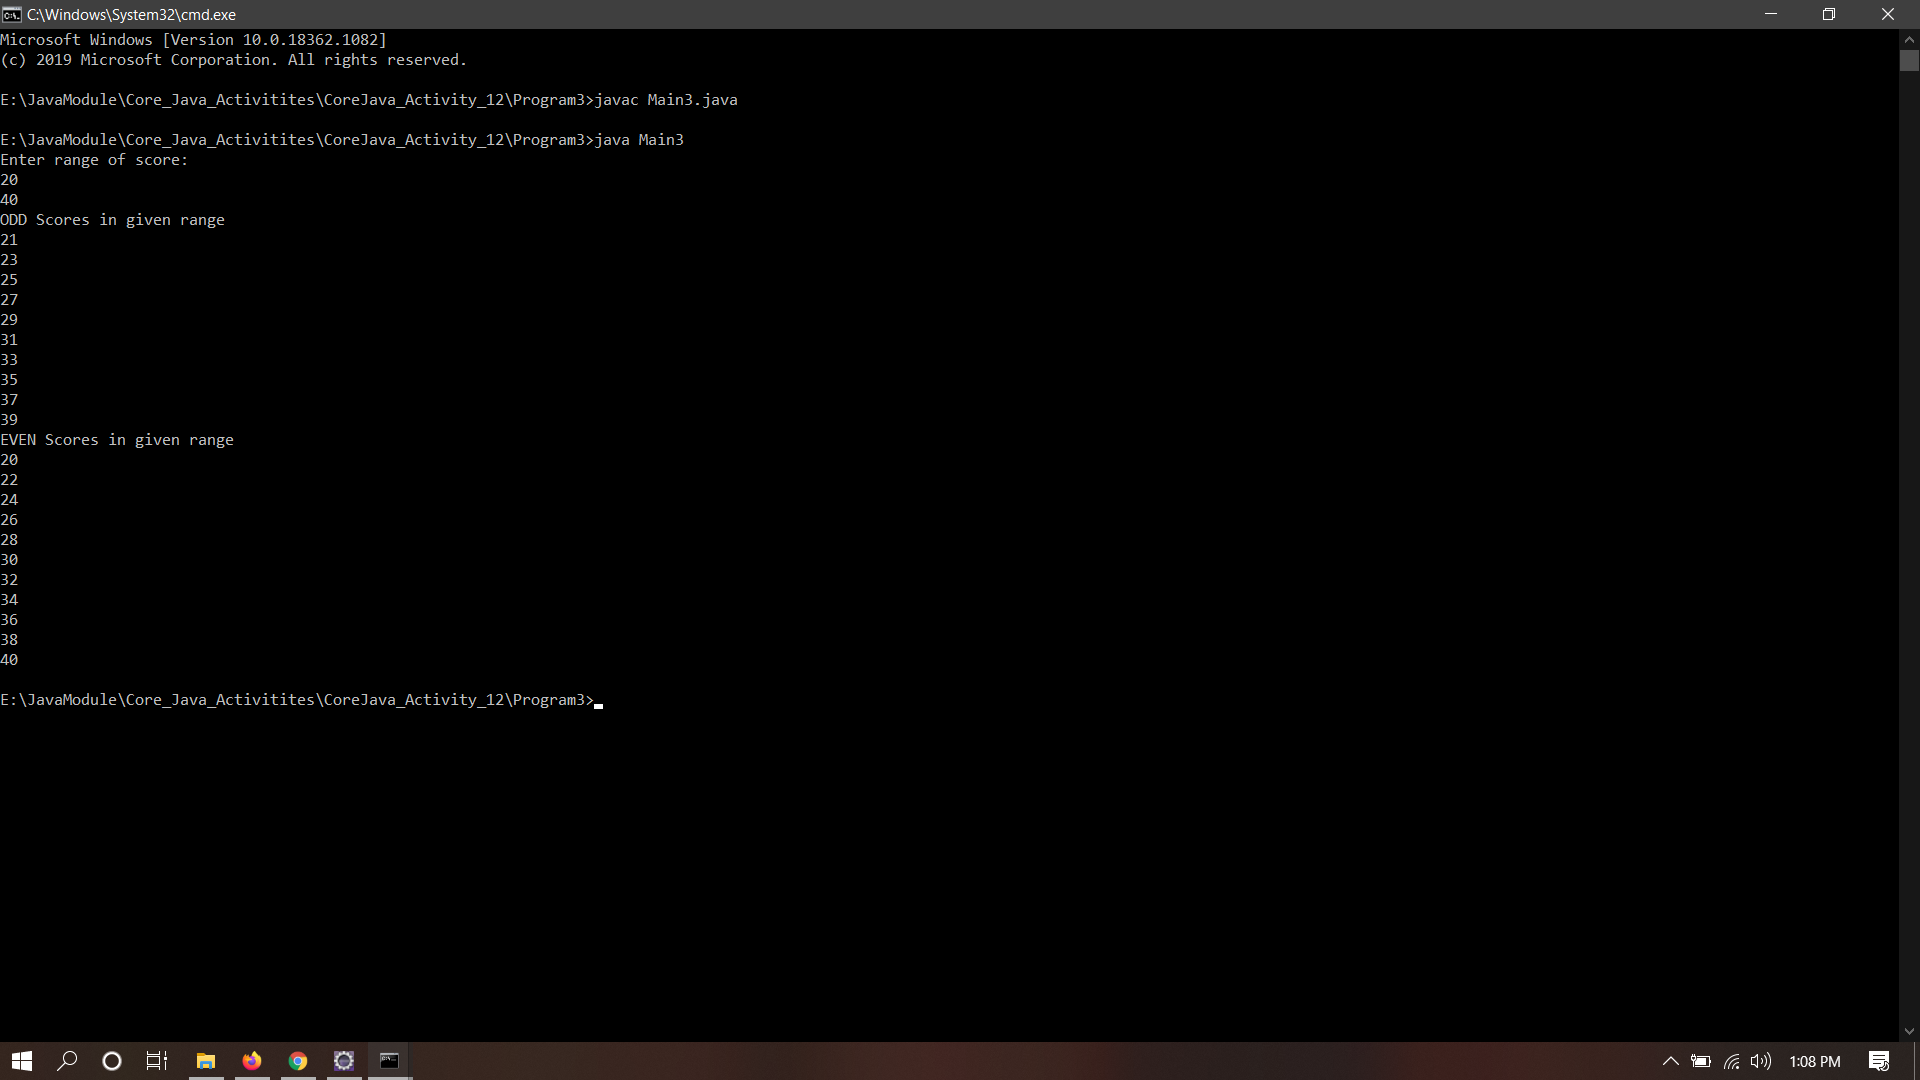 C:\Windows\System32\cmd.exe
Microsoft Windows [Version 10.0.18362.1082]
(c) 2019 Microsoft Corporation. All rights reserved.
E:\JavaModule\Core_Java_Activitites\CoreJava_Activity_12\Program3>javac Main3.java
E:\JavaModule\Core_Java_Activitites\CoreJava_Activity_12\Program3>java Main3
Enter range of score:
20
40
ODD Scores in given range
21
23
25
27
29
31
33
35
37
39
EVEN Scores in given range
20
22
24
26
28
30
32
34
36
38
40
E:\JavaModule\Core_Java_Activitites\CoreJava_Activity_12\Program3>
1:08 PM